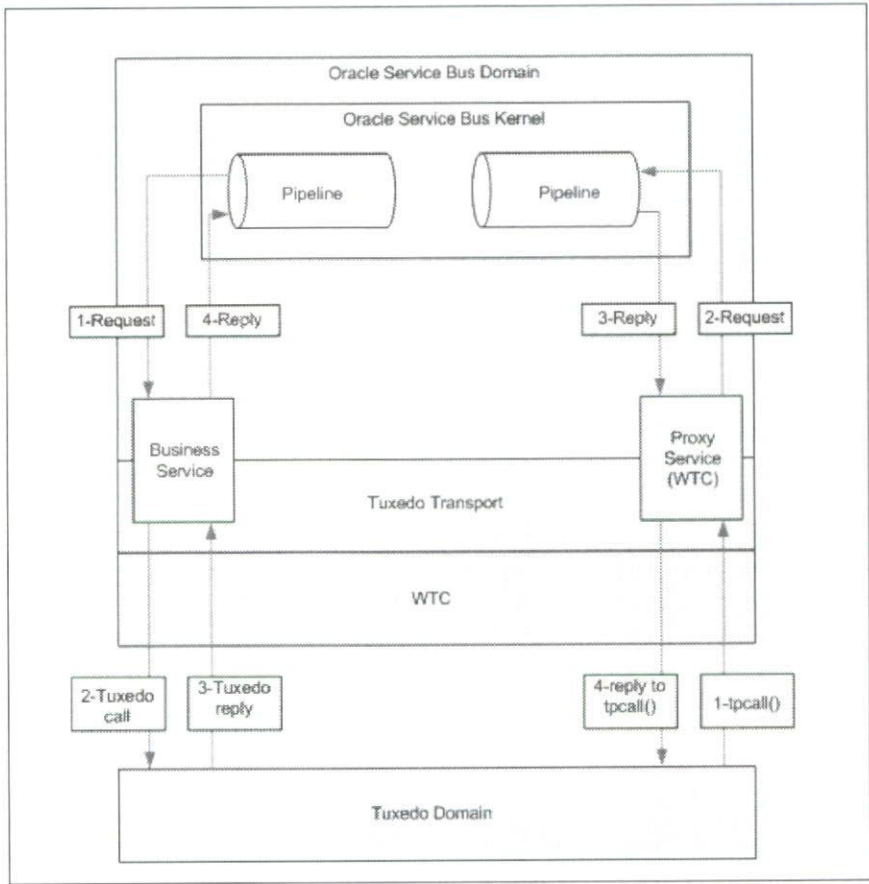 Oracle Service Bus Domain
Oracle Service Bus Kernel
Pipeline
Pipeline
1-Request
4-Reply
3-Reply
2-Request
Business
Service
Proxy
Service
(WTC)
Tuxedo Transport
WTC
2-Tuxedo
call
3-Tuxedo
reply
4-reply to
tpcall()
1-tpcall()
Tuxedo Domain